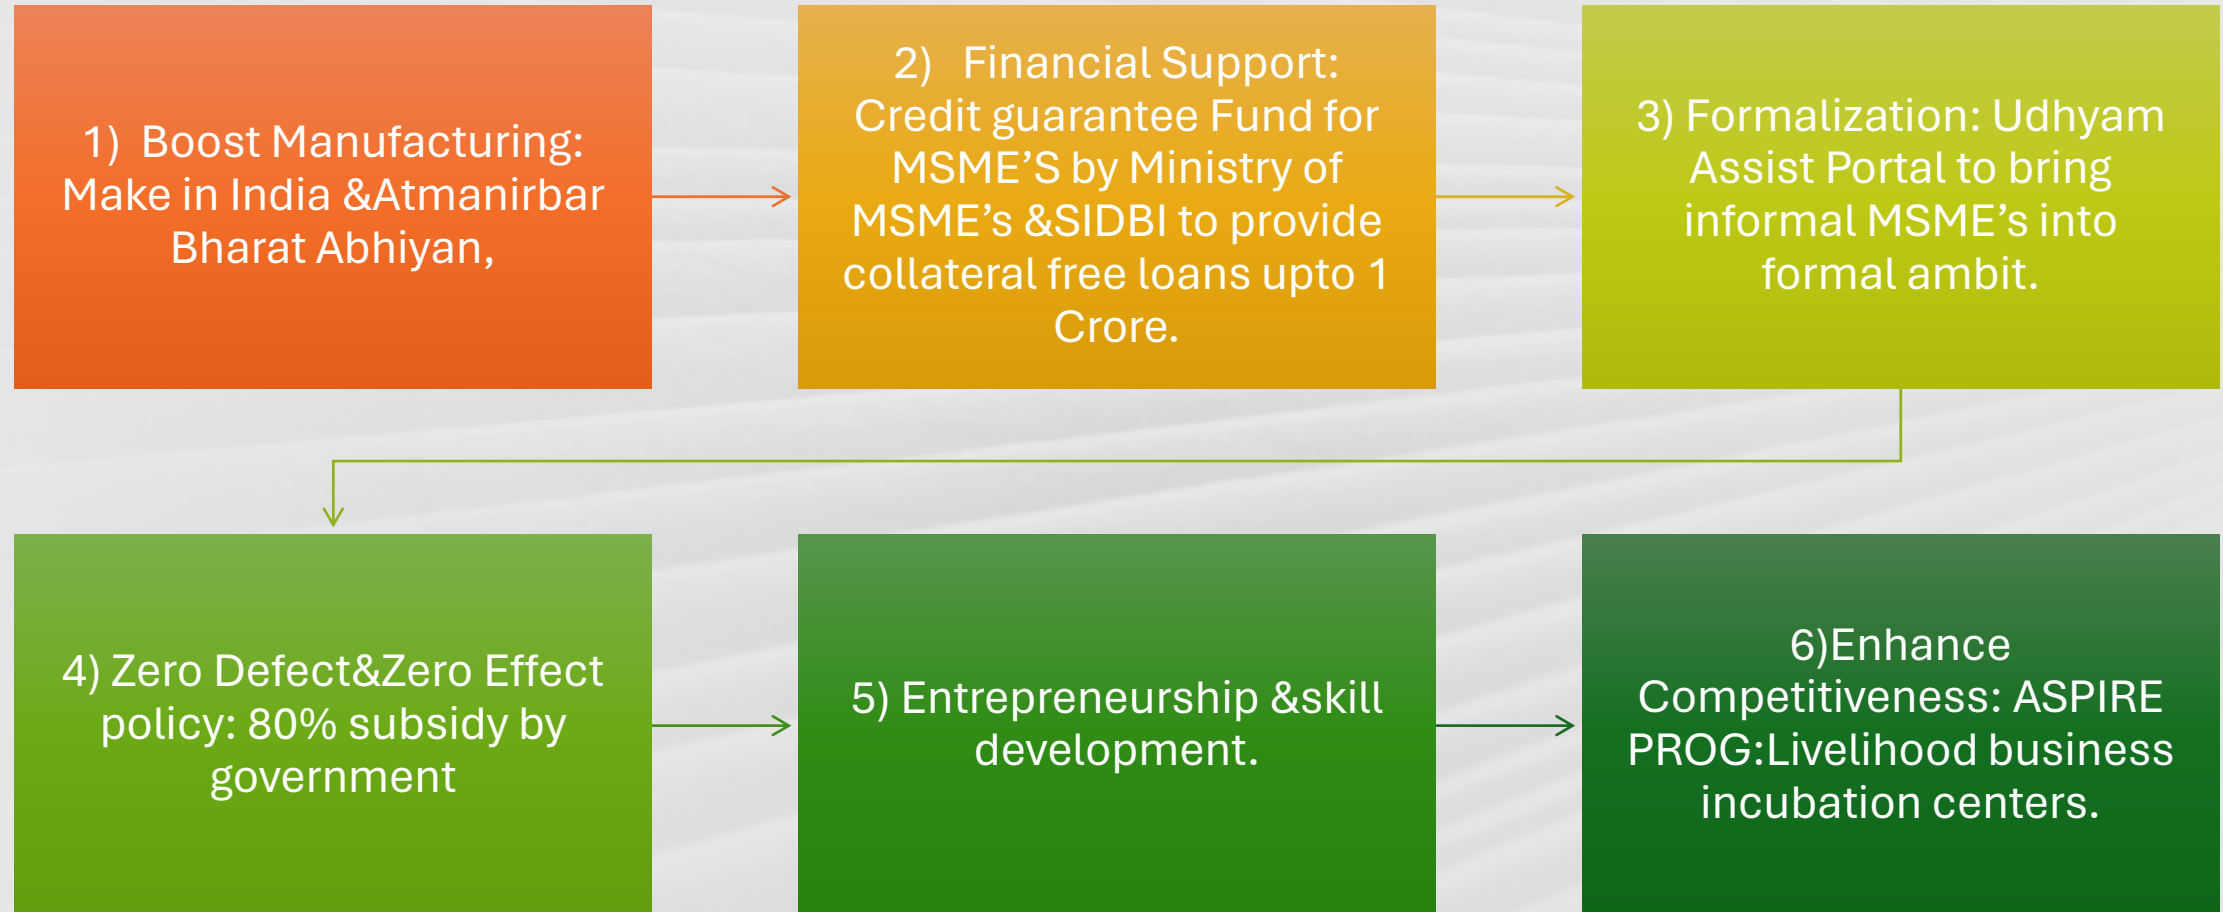 1) Boost Manufacturing:
Make in India &Atmanirbar
Bharat Abhiyan,
2) Financial Support:
Credit guarantee Fund for
MSME’S by Ministry of
MSME’s &SIDBI to provide
collateral free loans upto 1
Crore.
3) Formalization: Udhyam
Assist Portal to bring
informal MSME’s into
formal ambit.
4) Zero Defect&Zero Effect
policy: 80% subsidy by
government
5) Entrepreneurship &skill
development.
6)Enhance
Competitiveness: ASPIRE
PROG:Livelihood business
incubation centers.